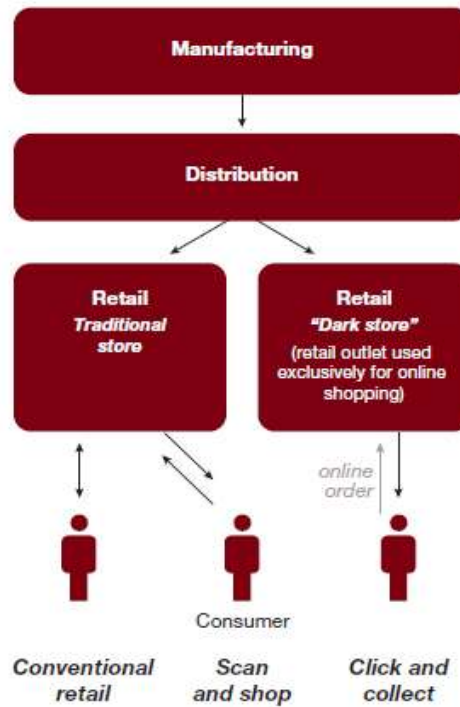 Manufacturing
Distribution
Retail
Traditional
store
Retail
“Dark store”
(retail outlet used
exclusively for online
shopping)
online
order
Consumer
Conventional
retail
Scan
and shop
Click and
collect